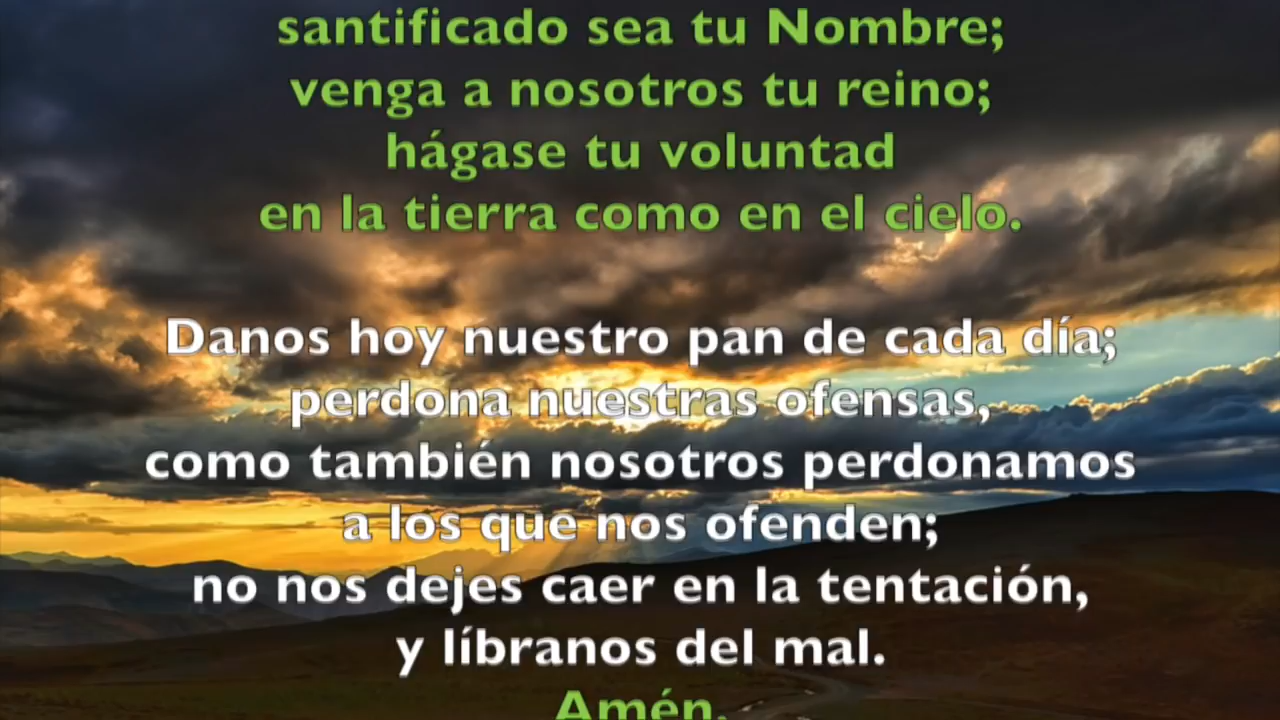 santificado sea tu Nombre;
venga a nosotros tu reino;
hágase tu voluntad
en la tierra como en el cielo.
Danos hoy nuestro pan de cada día;
perdona nuestras ofensas,
como también nosotros perdonamos
a los que nos ofenden;
no nos dejes caer en la tentación,
y líbranos del mal.
Amén.